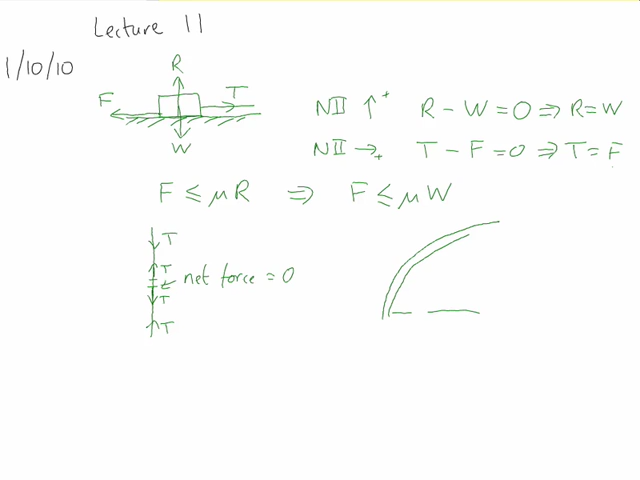 Lecture 11
1/10/10
R
F
T
W
NII ↑+ R - W = 0 ⇒ R = W
NII →+ T - F = 0 ⇒ T = F
F ≤ μR ⇒ F ≤ μW
T
T
net force = 0
T
T